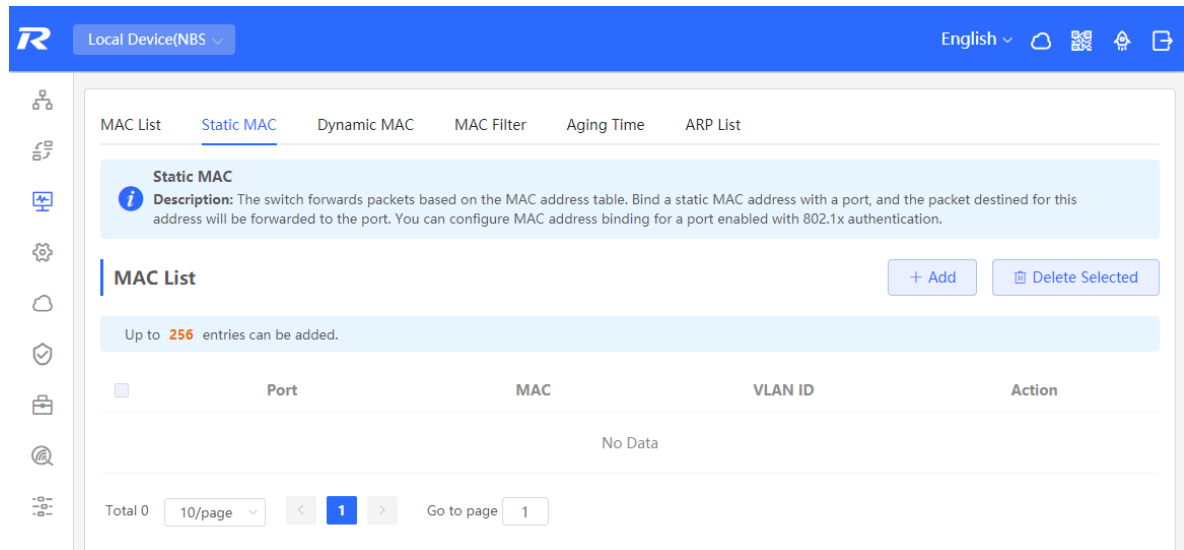 R
Local Device(NBS
English
MAC List Static MAC Dynamic MAC MAC Filter Aging Time ARP List
Static MAC
Description: The switch forwards packets based on the MAC address table. Bind a static MAC address with a port, and the packet destined for this
address will be forwarded to the port. You can configure MAC address binding for a port enabled with 802.1x authentication.
MAC List
+ Add
Delete Selected
Up to 256 entries can be added.
Port MAC VLAN ID Action
No Data
Total 0 10/page < 1 > Go to page 1